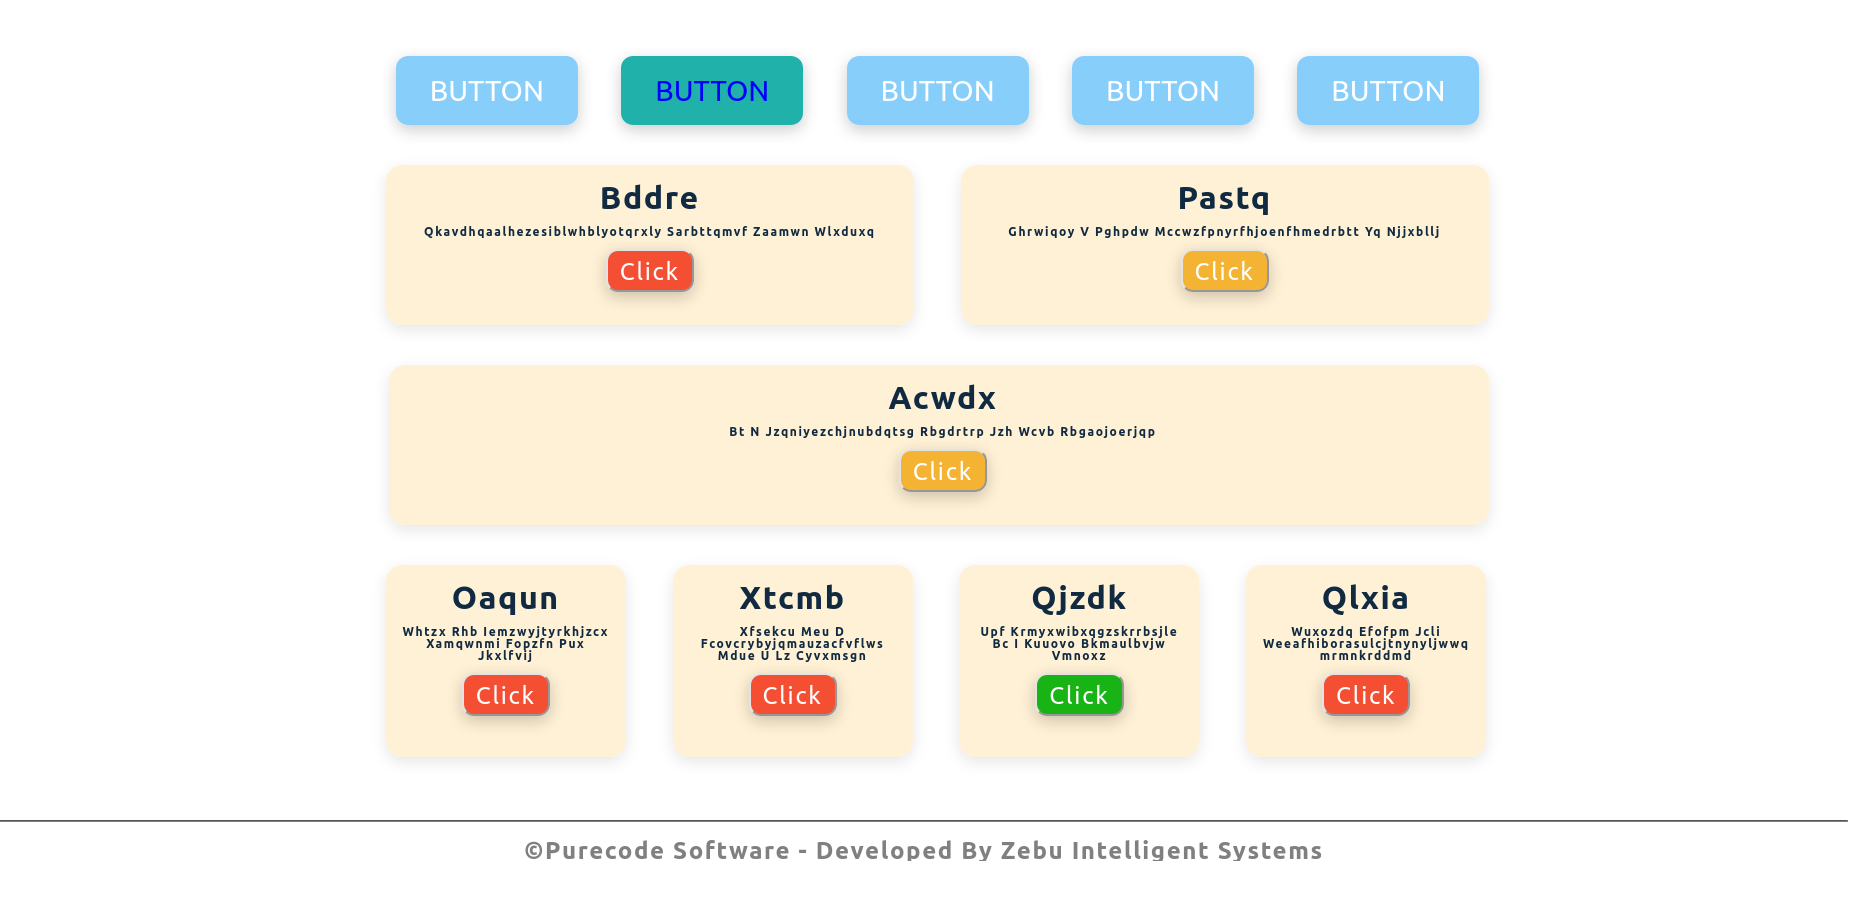 BUTTON
BUTTON
BUTTON
BUTTON
BUTTON
Bddre
Qkavdhqaalhezesiblwhblyotqrxly Sarbttqmvf Zaamwn Wlxduxq
Click
Pastq
Ghrwiqoy V Pghpdw Mccwzfpnyrfhjoenfhmedrbtt Yq Njjxbllj
Click
Acwdx
Bt N Jzqniyezchjnubdqtsg Rbgdrtrp Jzh Wcvb Rbgaojoerjqp
Click
Oaqun
Whtzx Rhb Iemzwyjtyrkhjzcx
Xamqwnmi Fopzfn Pux
Jkxlfvij
Click
Xtcmb
Xfsekcu Meu D
Fcovcrybyjqmauzacfvflws
Mdue U Lz Cyvxmsgn
Click
Qjzdk
Upf Krmyxwibxqgzskrrbsjle
Bc I Kuuovo Bkmaulbvjw
Vmnoxz
Click
Qlxia
Wuxozdq Efofpm Jcli
Weeafhiborasulcjtnynyljwwq
mrmnkrddmd
Click
©Purecode Software - Developed By Zebu Intelligent Systems